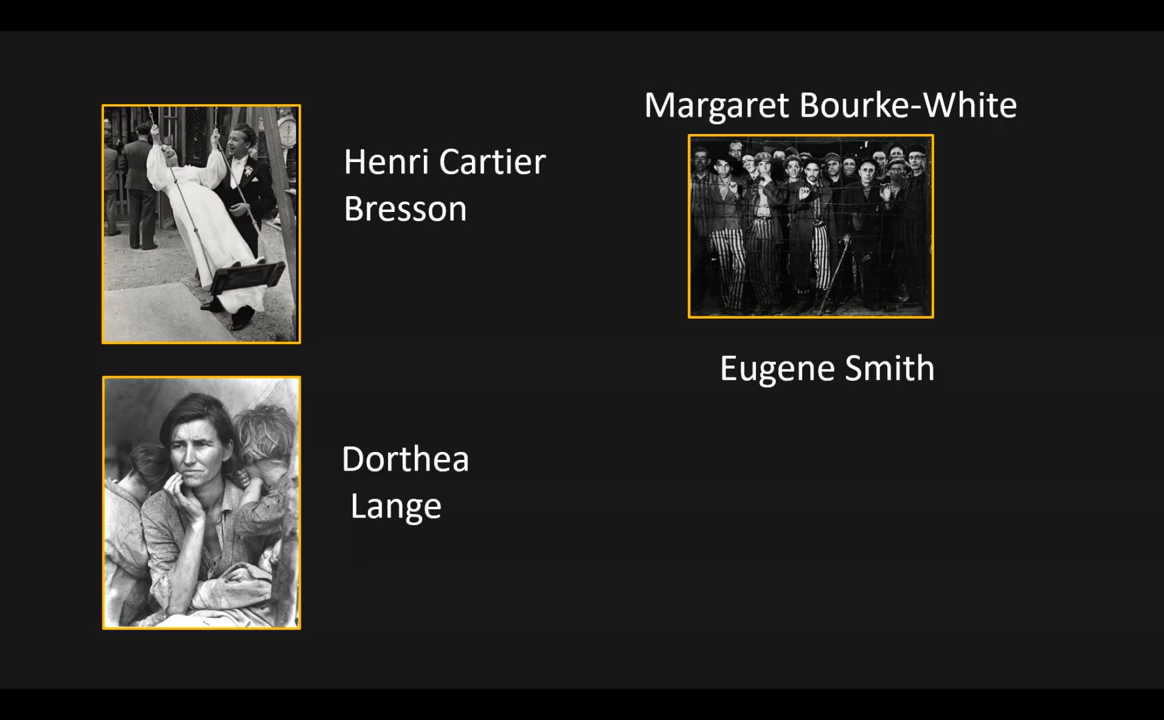 Henri Cartier
Bresson
Dorthea
Lange
Margaret Bourke-White
Eugene Smith